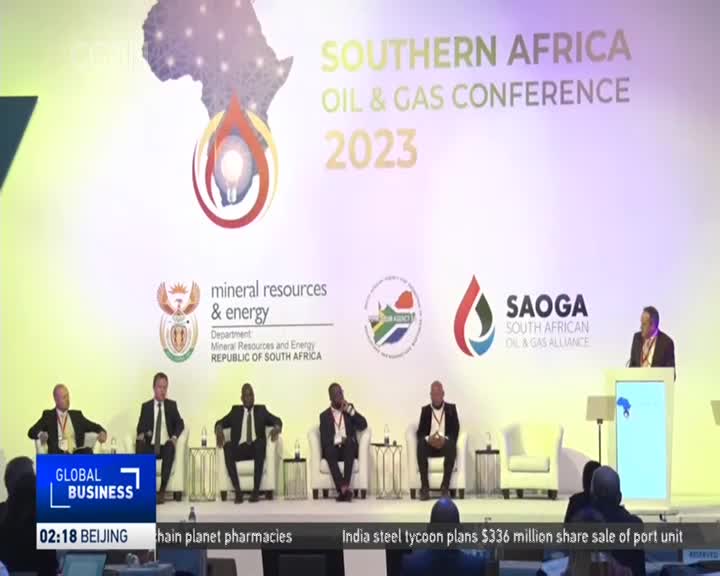 SOUTHERN AFRICA
OIL & GAS CONFERENCE
2023
mineral resources
& energy
Department:
Mineral Resources and Energy
REPUBLIC OF SOUTH AFRICA
SAOGA
SOUTH AFRICAN
OIL & GAS ALLIANCE
GLOBAL
BUSINESS
02:18 BEIJING
chain planet pharmacies India steel tycoon plans $336 million share sale of port unit
RESERVED